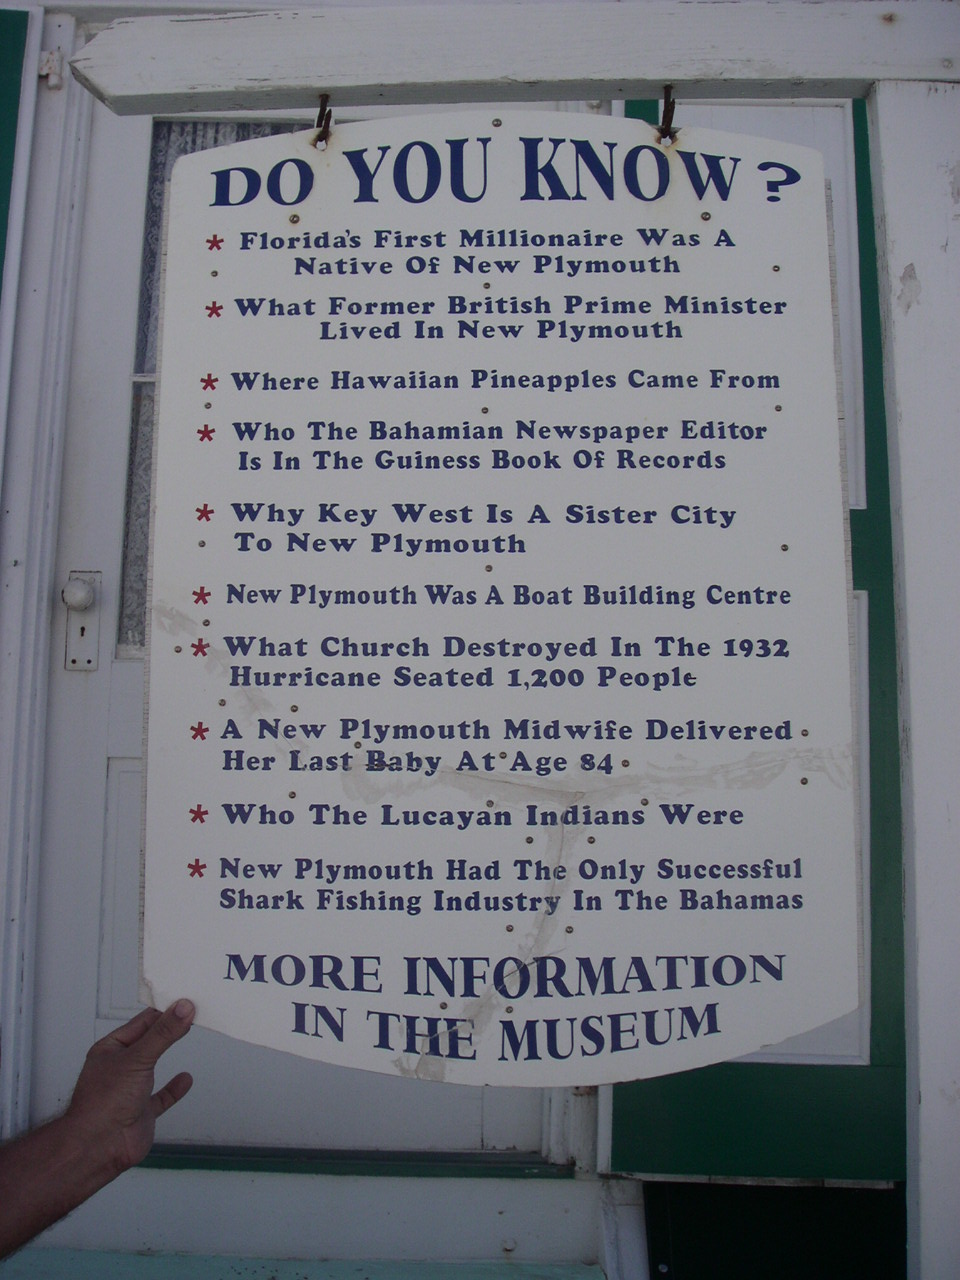 DO YOU KNOW?
* Florida's First Millionaire Was A
Native Of New Plymouth
* What Former British Prime Minister
Lived In New Plymouth
* Where Hawaiian Pineapples Came From
* Who The Bahamian Newspaper Editor
Is In The Guiness Book Of Records
* Why Key West Is A Sister City
To New Plymouth
* New Plymouth Was A Boat Building Centre
* What Church Destroyed In The 1932
Hurricane Seated 1,200 People
* A New Plymouth Midwife Delivered
Her Last Baby At Age 84
* Who The Lucayan Indians Were
* New Plymouth Had The Only Successful
Shark Fishing Industry In The Bahamas
MORE INFORMATION
IN THE MUSEUM